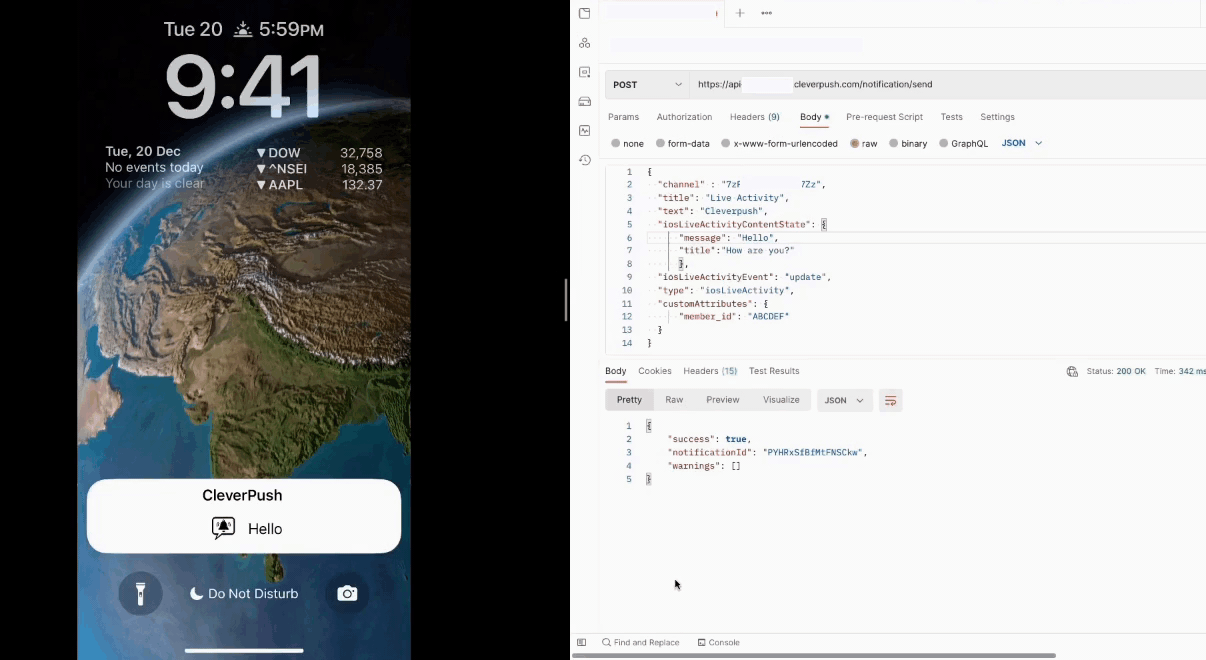 Tue 20 5:59PM
9:41
Tue, 20 Dec
No events today
Your day is clear
▼ DOW 32,758
▼ ^NSEI 18,385
▼ AAPL 132.37
CleverPush
Hello
Do Not Disturb
POST https://api cleverpush.com/notification/send
Params Authorization Headers (9) Body Pre-request Script Tests Settings
none form-data x-www-form-urlencoded raw binary GraphQL JSON
1 {
2 "channel" : "7zF 7Zz",
3 "title": "Live Activity",
4 "text": "Cleverpush",
5 "iosLiveActivityContentState": {
6 "message": "Hello",
7 "title":"How are you?"
8 },
9 "iosLiveActivityEvent": "update",
10 "type": "iosLiveActivity",
11 "customAttributes": {
12 "member_id": "ABCDEF"
13 }
14 }
Body Cookies Headers (15) Test Results Status: 200 OK Time: 342 ms
Pretty Raw Preview Visualize JSON
1 {
2 "success": true,
3 "notificationId": "PYHRxSfBfMtFNSCkw",
4 "warnings": []
5 }
Find and Replace Console